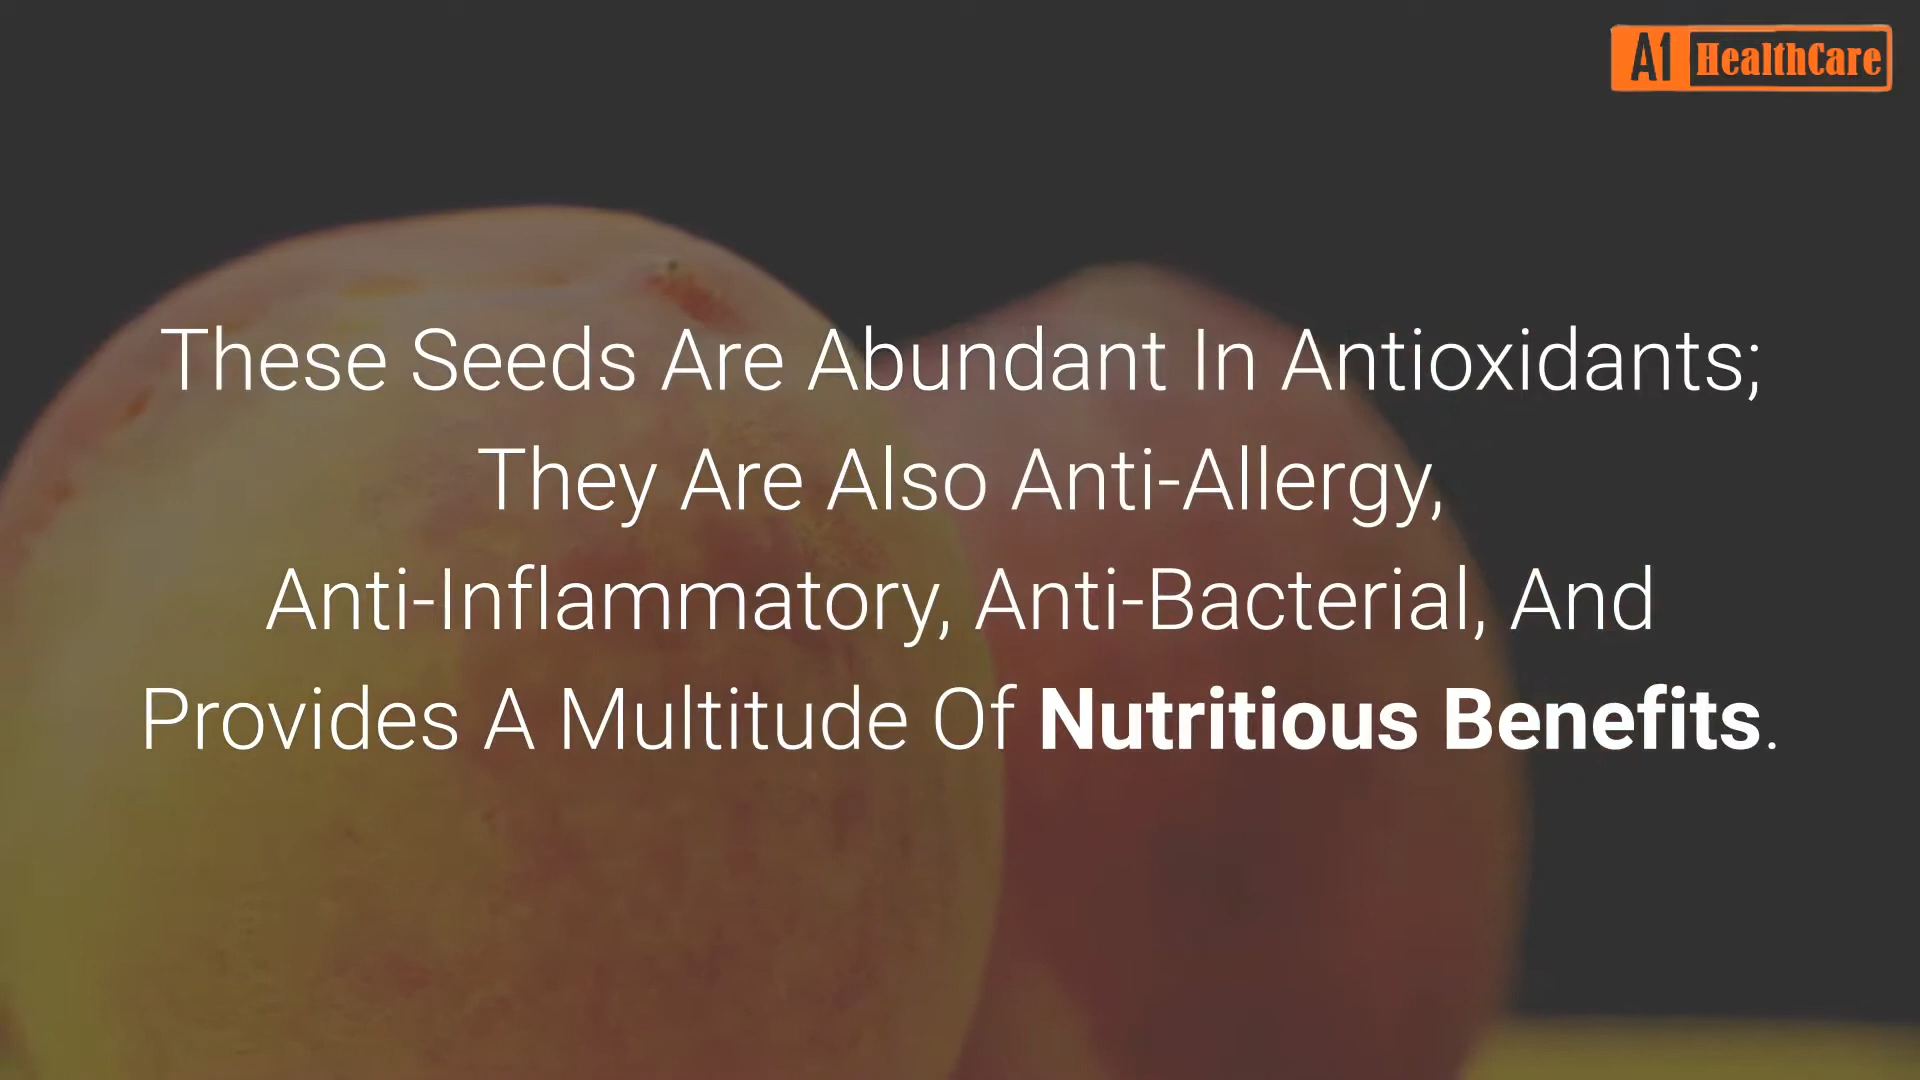 A1 HealthCare
These Seeds Are Abundant In Antioxidants;
They Are Also Anti-Allergy,
Anti-Inflammatory, Anti-Bacterial, And
Provides A Multitude Of Nutritious Benefits.